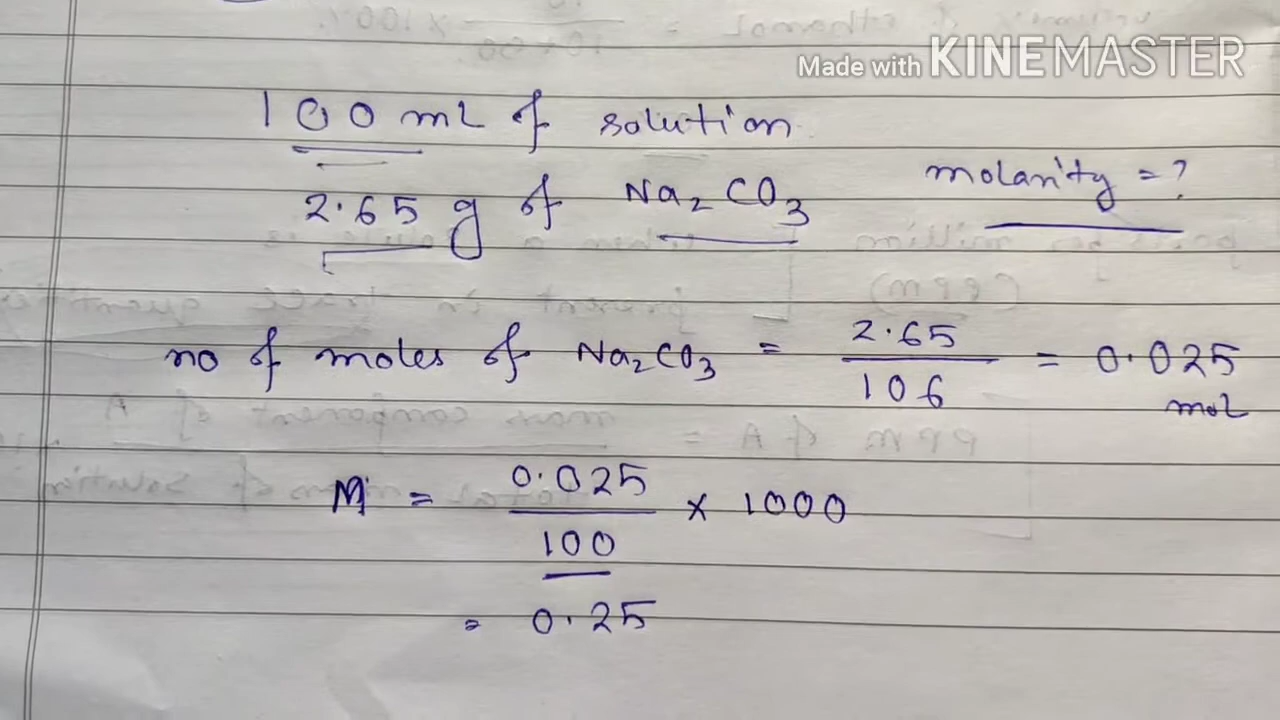 Made with KINEMASTER
100 ml of solution
molarity = ?
2.65 g of Na2CO3
no of moles of Na2CO3 = 2.65 / 106 = 0.025 mol
M = 0.025 / 100 × 1000
= 0.25